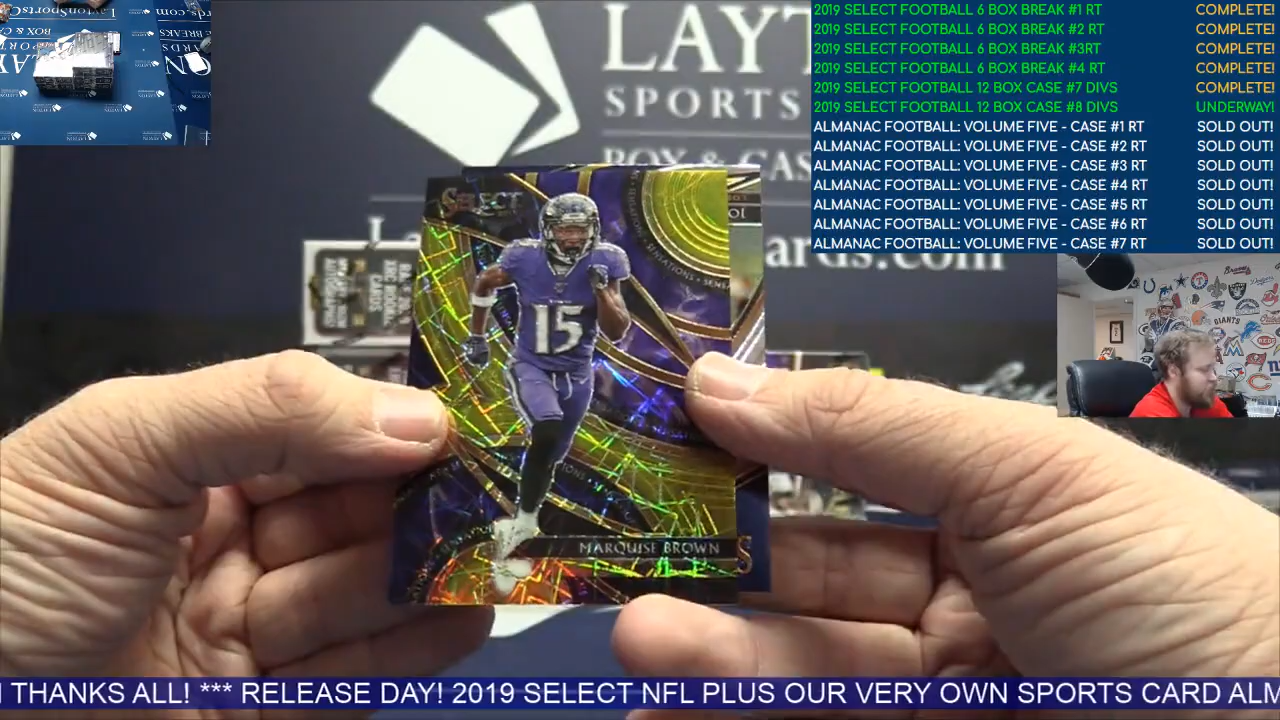 2019 SELECT FOOTBALL 6 BOX BREAK #1 RT COMPLETE!
2019 SELECT FOOTBALL 6 BOX BREAK #2 RT COMPLETE!
2019 SELECT FOOTBALL 6 BOX BREAK #3RT COMPLETE!
2019 SELECT FOOTBALL 6 BOX BREAK #4 RT COMPLETE!
2019 SELECT FOOTBALL 12 BOX CASE #7 DIVS COMPLETE!
2019 SELECT FOOTBALL 12 BOX CASE #8 DIVS UNDERWAY!
ALMANAC FOOTBALL: VOLUME FIVE - CASE #1 RT SOLD OUT!
ALMANAC FOOTBALL: VOLUME FIVE - CASE #2 RT SOLD OUT!
ALMANAC FOOTBALL: VOLUME FIVE - CASE #3 RT SOLD OUT!
ALMANAC FOOTBALL: VOLUME FIVE - CASE #4 RT SOLD OUT!
ALMANAC FOOTBALL: VOLUME FIVE - CASE #5 RT SOLD OUT!
ALMANAC FOOTBALL: VOLUME FIVE - CASE #6 RT SOLD OUT!
ALMANAC FOOTBALL: VOLUME FIVE - CASE #7 RT SOLD OUT!
LAYT
SPORTS
BOX & CAS
ards.com
SELECT
SENSATIONS
15
MARQUISE BROWN
GIANTS
THANKS ALL! *** RELEASE DAY! 2019 SELECT NFL PLUS OUR VERY OWN SPORTS CARD ALM